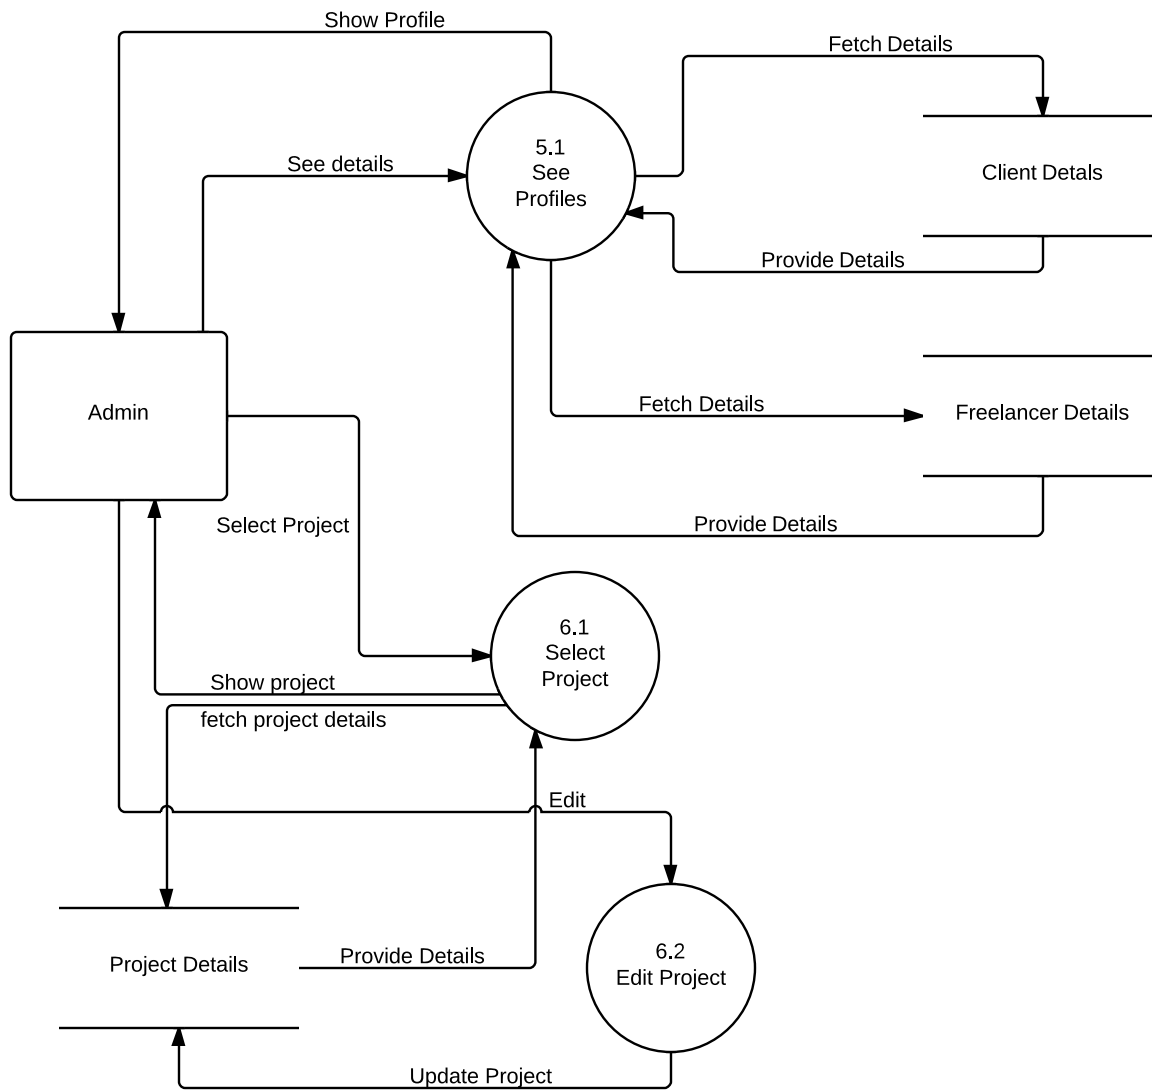 Show Profile
Fetch Details
5.1
See
Profiles
See details
Client Detals
Provide Details
Admin
Fetch Details
Freelancer Details
Select Project
Provide Details
6.1
Select
Project
Show project
fetch project details
Edit
Project Details
Provide Details
6.2
Edit Project
Update Project